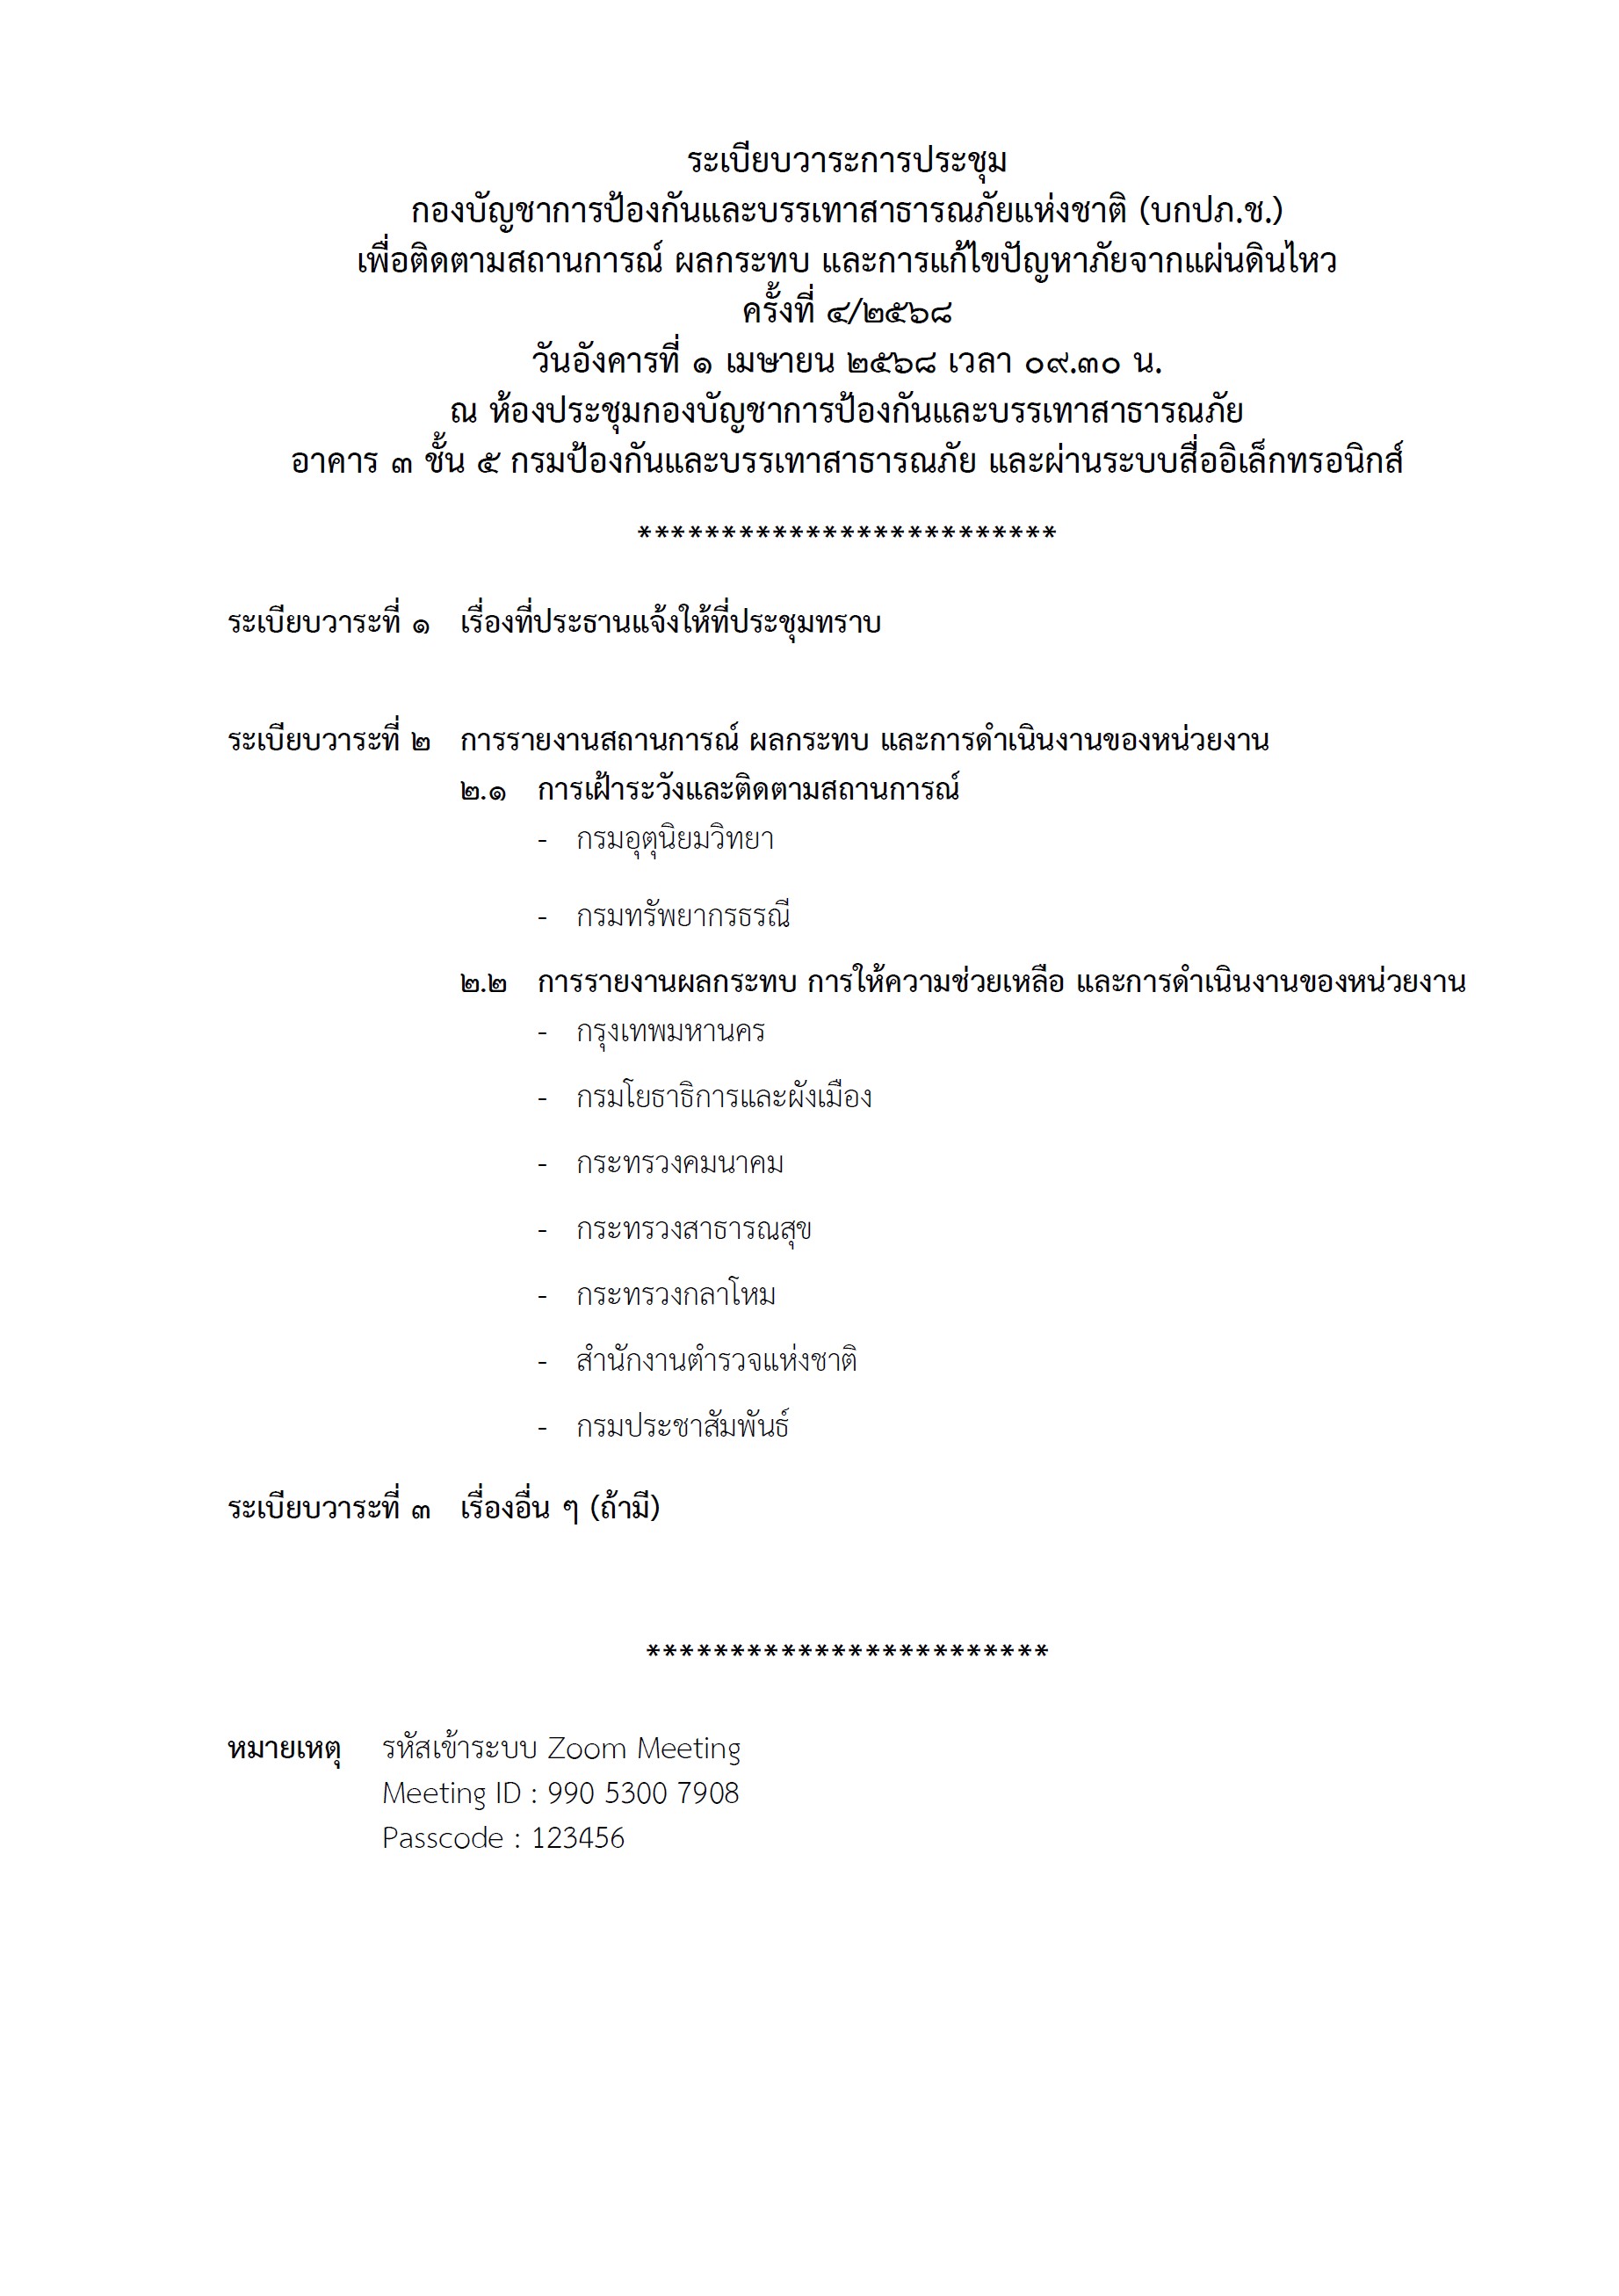 ระเบียบวาระการประชุม
กองบัญชาการป้องกันและบรรเทาสาธารณภัยแห่งชาติ (บกปภ.ช.)
เพื่อติดตามสถานการณ์ ผลกระทบ และการแก้ไขปัญหาภัยจากแผ่นดินไหว
ครั้งที่ ๔/๒๕๖๘
วันอังคารที่ ๑ เมษายน ๒๕๖๘ เวลา ๐๙.๓๐ น.
ณ ห้องประชุมกองบัญชาการป้องกันและบรรเทาสาธารณภัย
อาคาร ๓ ชั้น ๕ กรมป้องกันและบรรเทาสาธารณภัย และผ่านระบบสื่ออิเล็กทรอนิกส์
*************************
ระเบียบวาระที่ ๑ เรื่องที่ประธานแจ้งให้ที่ประชุมทราบ
ระเบียบวาระที่ ๒ การรายงานสถานการณ์ ผลกระทบ และการดำเนินงานของหน่วยงาน
๒.๑ การเฝ้าระวังและติดตามสถานการณ์
- กรมอุตุนิยมวิทยา
- กรมทรัพยากรธรณี
๒.๒ การรายงานผลกระทบ การให้ความช่วยเหลือ และการดำเนินงานของหน่วยงาน
- กรุงเทพมหานคร
- กรมโยธาธิการและผังเมือง
- กระทรวงคมนาคม
- กระทรวงสาธารณสุข
- กระทรวงกลาโหม
- สำนักงานตำรวจแห่งชาติ
- กรมประชาสัมพันธ์
ระเบียบวาระที่ ๓ เรื่องอื่น ๆ (ถ้ามี)
************************
หมายเหตุ รหัสเข้าระบบ Zoom Meeting
Meeting ID : 990 5300 7908
Passcode : 123456